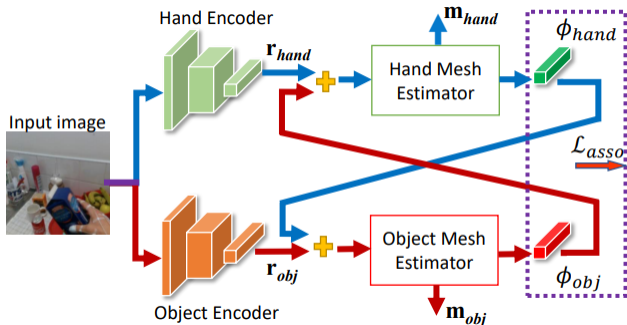 Hand Encoder
r_hand
m_hand
ϕ_hand
Hand Mesh
Estimator
Input image
ℒ_asso
Object Mesh
Estimator
r_obj
ϕ_obj
m_obj
Object Encoder